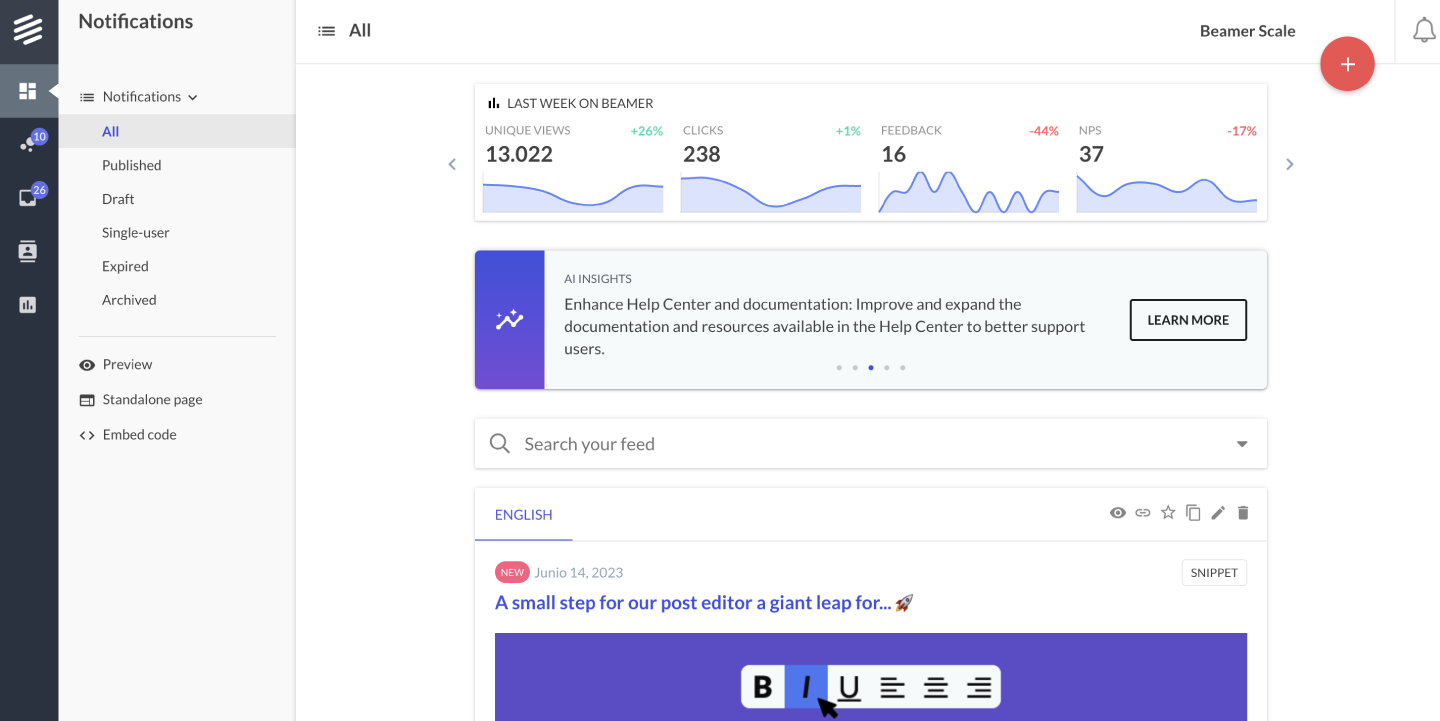 Notifications
All
Beamer Scale
+
Notifications
All
Published
Draft
Single-user
Expired
Archived
Preview
Standalone page
Embed code
10
26
LAST WEEK ON BEAMER
UNIQUE VIEWS +26%
13.022
CLICKS +1%
238
FEEDBACK -44%
16
NPS -17%
37
AI INSIGHTS
Enhance Help Center and documentation: Improve and expand the
documentation and resources available in the Help Center to better support
users.
LEARN MORE
Search your feed
ENGLISH
NEW Junio 14, 2023
SNIPPET
A small step for our post editor a giant leap for... 🚀
B I U